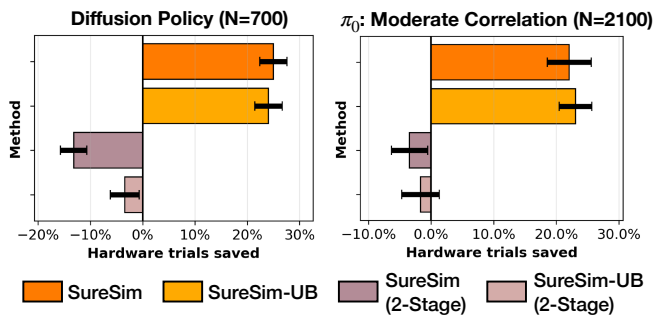 Diffusion Policy (N=700)
Method
−20% −10% 0% 10% 20% 30%
Hardware trials saved
π₀: Moderate Correlation (N=2100)
Method
−10.0% 0.0% 10.0% 20.0% 30.0%
Hardware trials saved
SureSim
SureSim-UB
SureSim
(2-Stage)
SureSim-UB
(2-Stage)